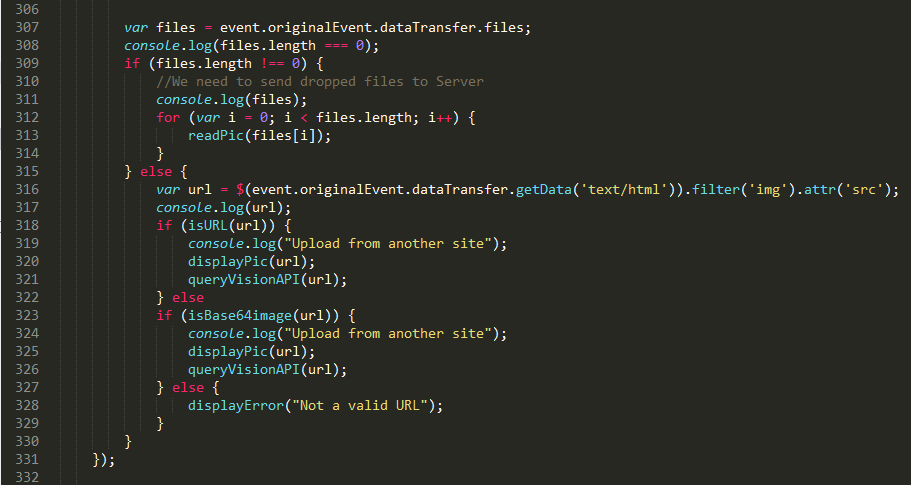 306
307 var files = event.originalEvent.dataTransfer.files;
308 console.log(files.length === 0);
309 if (files.length !== 0) {
310 //We need to send dropped files to Server
311 console.log(files);
312 for (var i = 0; i < files.length; i++) {
313 readPic(files[i]);
314 }
315 } else {
316 var url = $(event.originalEvent.dataTransfer.getData('text/html')).filter('img').attr('src');
317 console.log(url);
318 if (isURL(url)) {
319 console.log("Upload from another site");
320 displayPic(url);
321 queryVisionAPI(url);
322 } else
323 if (isBase64image(url)) {
324 console.log("Upload from another site");
325 displayPic(url);
326 queryVisionAPI(url);
327 } else {
328 displayError("Not a valid URL");
329 }
330 }
331 });
332